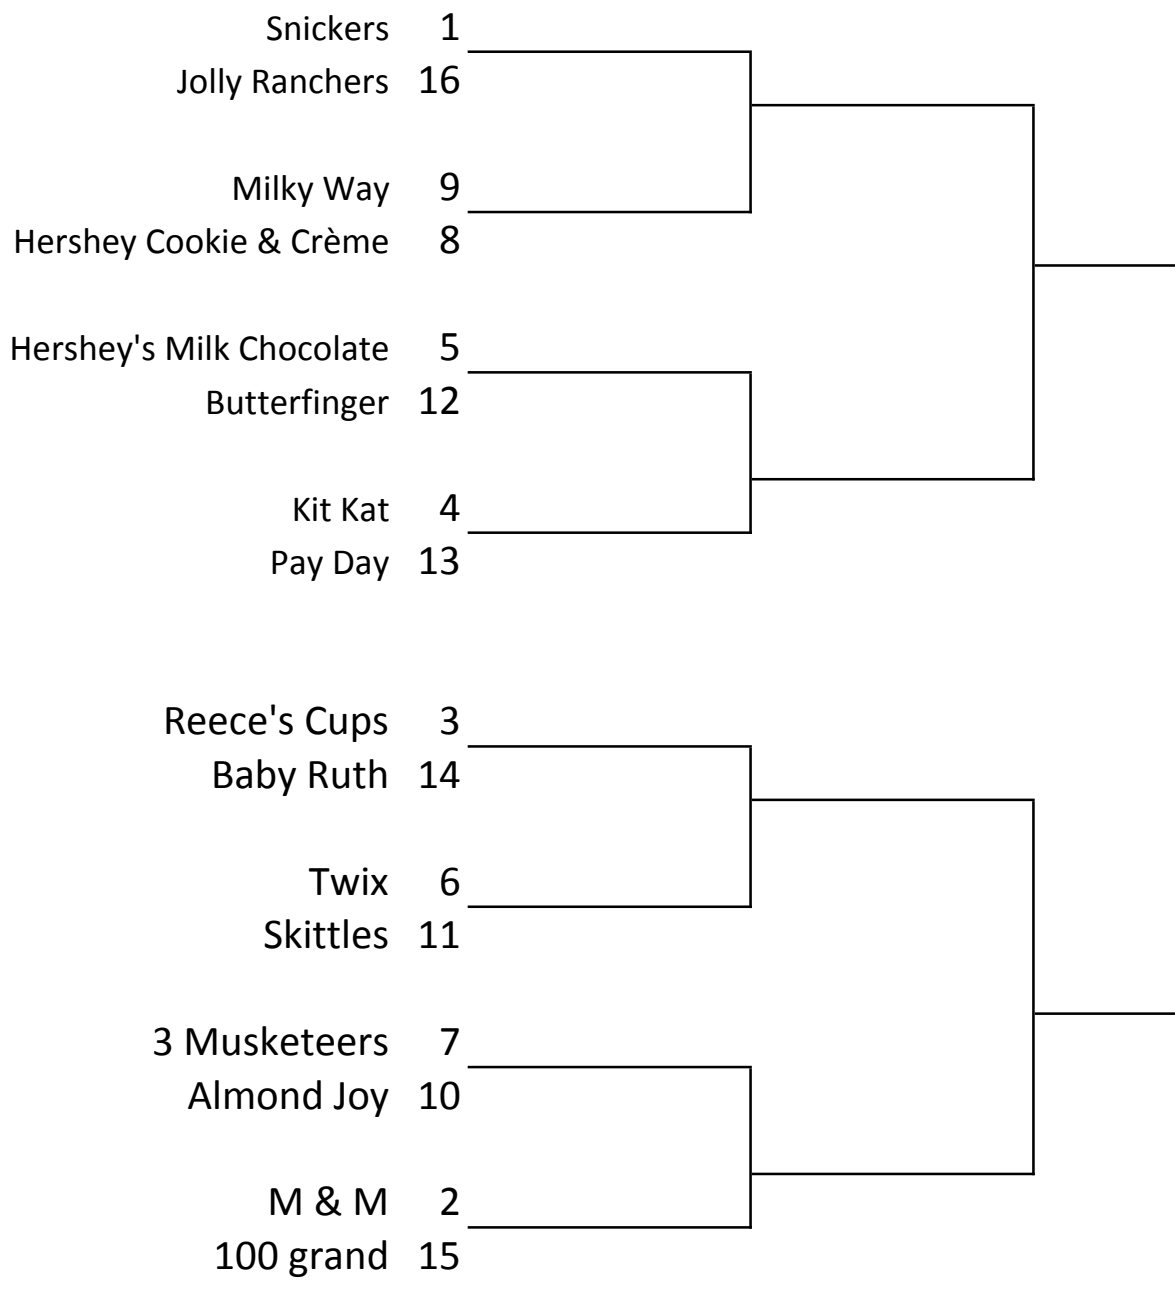 Snickers 1
Jolly Ranchers 16
Milky Way 9
Hershey Cookie & Crème 8
Hershey's Milk Chocolate 5
Butterfinger 12
Kit Kat 4
Pay Day 13
Reece's Cups 3
Baby Ruth 14
Twix 6
Skittles 11
3 Musketeers 7
Almond Joy 10
M & M 2
100 grand 15